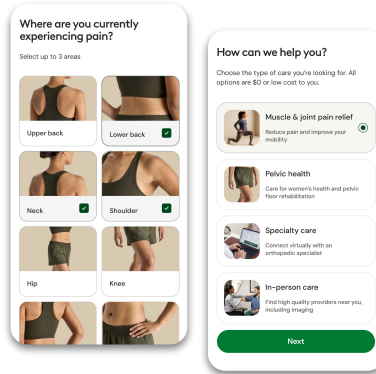 Where are you currently
experiencing pain?
Select up to 3 areas
Upper back
Lower back
Neck
Shoulder
Hip
Knee
How can we help you?
Choose the type of care you're looking for. All
options are $0 or low cost to you.
Muscle & joint pain relief
Reduce pain and improve your
mobility
Pelvic health
Care for women's health and pelvic
floor rehabilitation
Specialty care
Connect virtually with an
orthopedic specialist
In-person care
Find high quality providers near you,
including imaging
Next